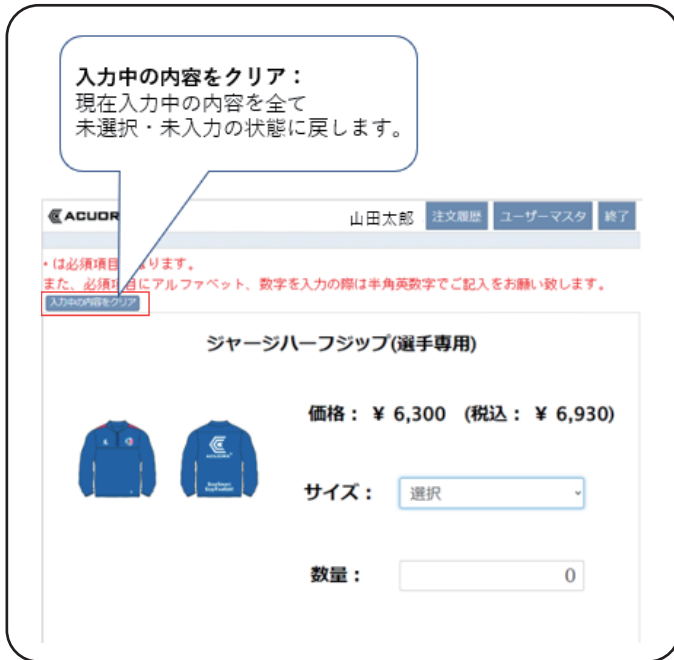 入力中の内容をクリア：
現在入力中の内容を全て
未選択・未入力の状態に戻します。
ACUOR
山田太郎 注文履歴 ユーザーマスタ 終了
は必須項目 ります。
また、必須項目にアルファベット、数字を入力の際は半角英数字でご記入をお願い致します。
入力中の内容をクリア
ジャージハーフジップ(選手専用)
価格： ¥ 6,300 (税込： ¥ 6,930)
サイズ： 選択
数量： 0